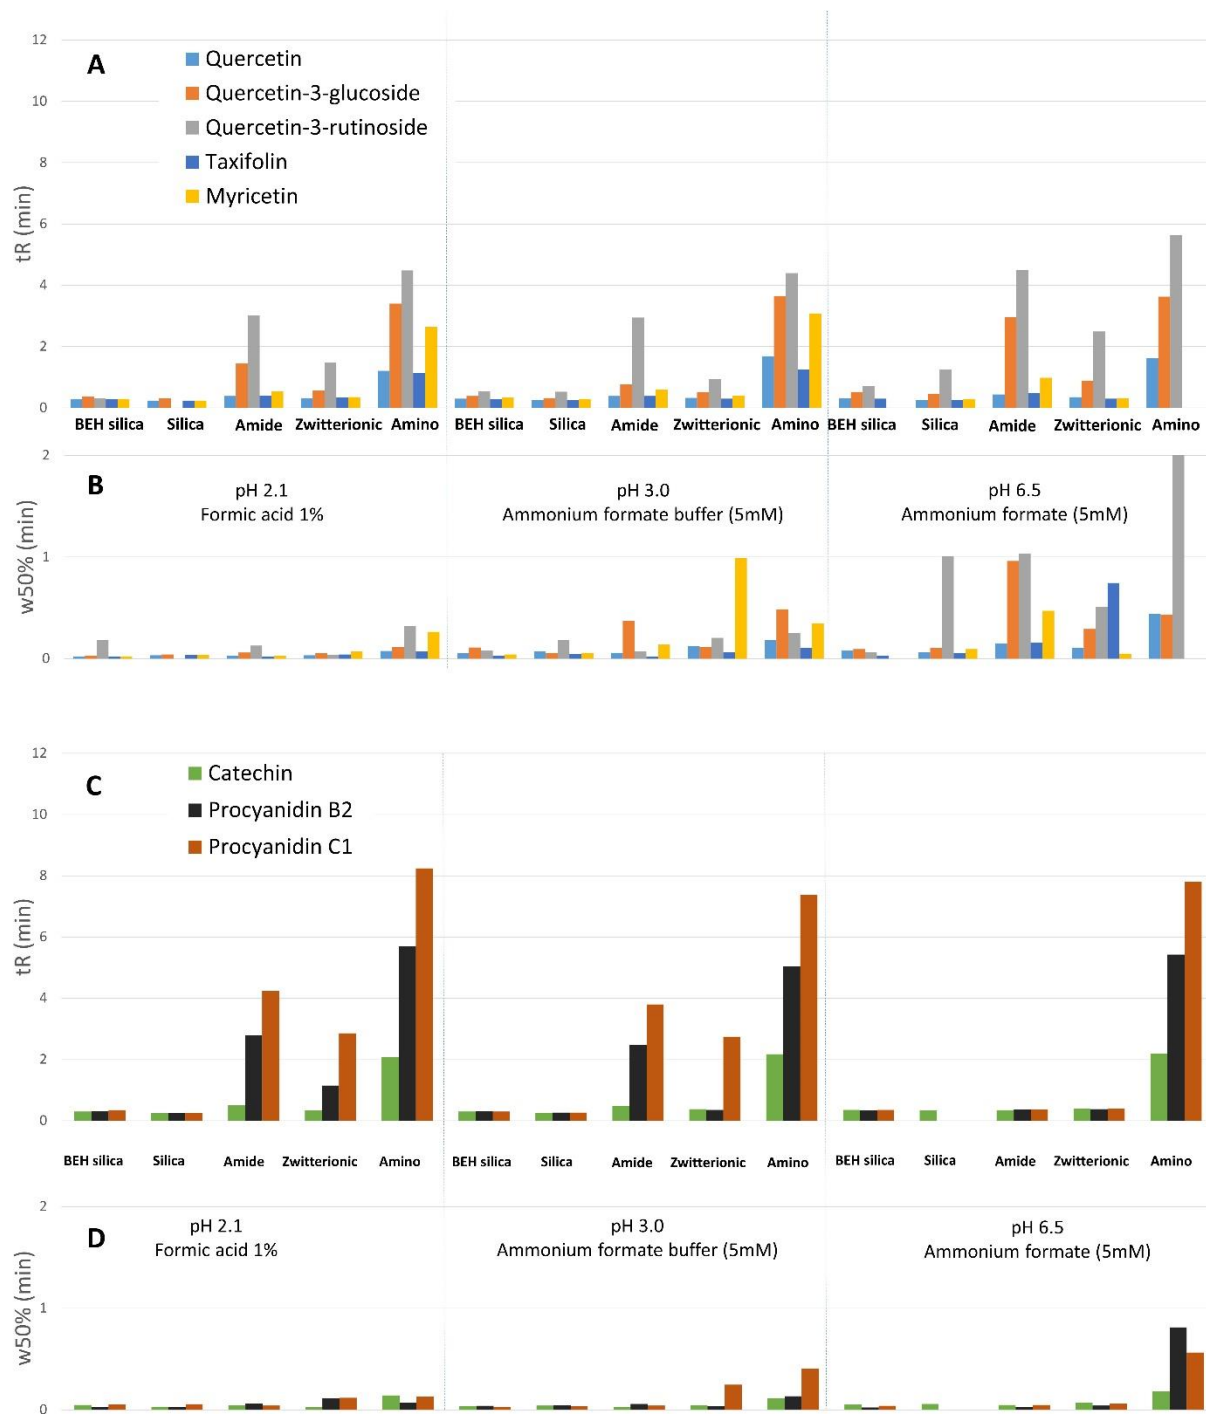 12
A
Quercetin
10
Quercetin-3-glucoside
Quercetin-3-rutinoside
8
Taxifolin
Myricetin
6
tR (min)
4
2
0
BEH silica Silica Amide Zwitterionic Amino BEH silica Silica Amide Zwitterionic Amino BEH silica Silica Amide Zwitterionic Amino
2
B
pH 2.1 pH 3.0 pH 6.5
Formic acid 1% Ammonium formate buffer (5mM) Ammonium formate (5mM)
w50% (min)
1
0
12
C
Catechin
10
Procyanidin B2
Procyanidin C1
8
6
tR (min)
4
2
0
BEH silica Silica Amide Zwitterionic Amino BEH silica Silica Amide Zwitterionic Amino BEH silica Silica Amide Zwitterionic Amino
2
D
pH 2.1 pH 3.0 pH 6.5
Formic acid 1% Ammonium formate buffer (5mM) Ammonium formate (5mM)
w50% (min)
1
0